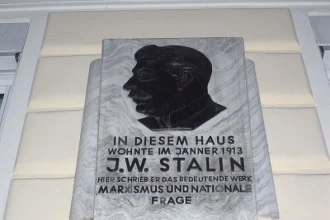 IN DIESEM HAUS
WOHNTE IM JÄNNER 1913
J.W. STALIN
HIER SCHRIEB ER DAS BEDEUTENDE WERK
MARXISMUS UND NATIONALE
FRAGE